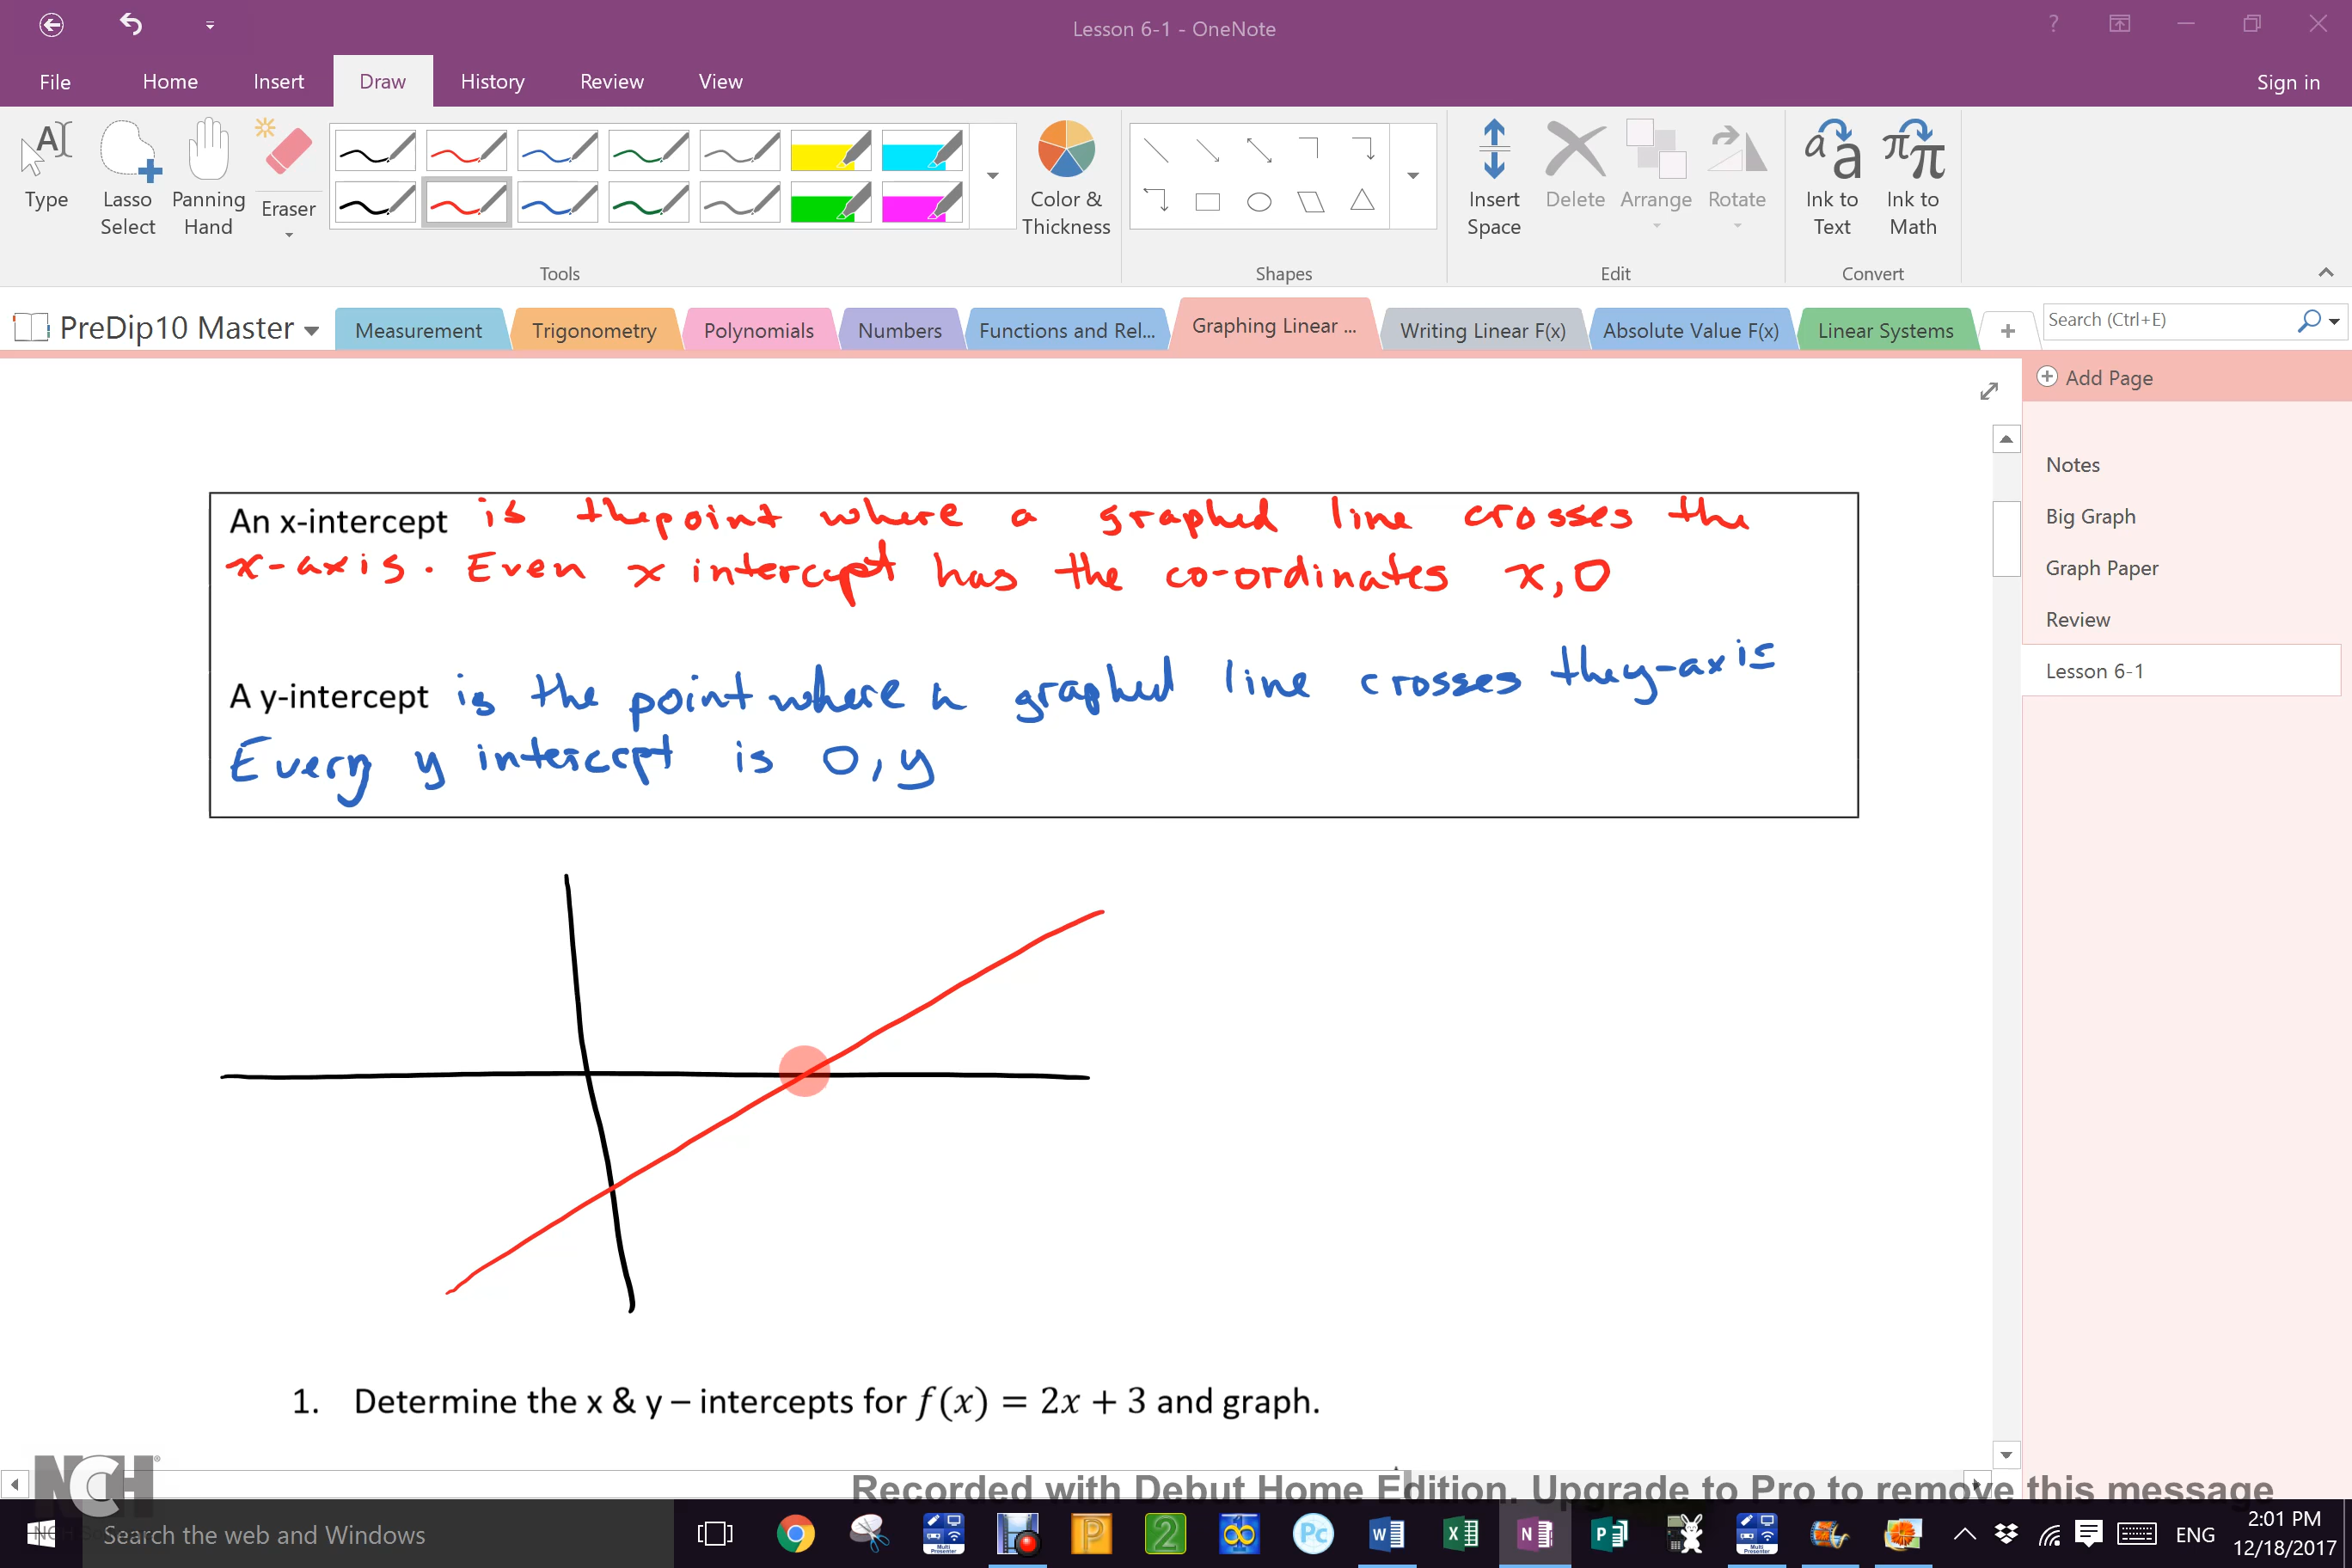 Lesson 6-1 - OneNote
?
File Home Insert Draw History Review View Sign in
Type
Lasso Select
Panning Hand
Eraser
Color & Thickness
Insert Space
Delete
Arrange
Rotate
Ink to Text
Ink to Math
Tools Shapes Edit Convert
PreDip10 Master Measurement Trigonometry Polynomials Numbers Functions and Rel... Graphing Linear ... Writing Linear F(x) Absolute Value F(x) Linear Systems + Search (Ctrl+E)
Add Page
Notes
Big Graph
Graph Paper
Review
Lesson 6-1
An x-intercept is the point where a graphed line crosses the
x-axis. Even x intercept has the co-ordinates x, 0
A y-intercept is the point where a graphed line crosses the y-axis
Every y intercept is 0, y
1. Determine the x & y – intercepts for f(x) = 2x + 3 and graph.
NCH
Recorded with Debut Home Edition. Upgrade to Pro to remove this message
Search the web and Windows
ENG
2:01 PM
12/18/2017